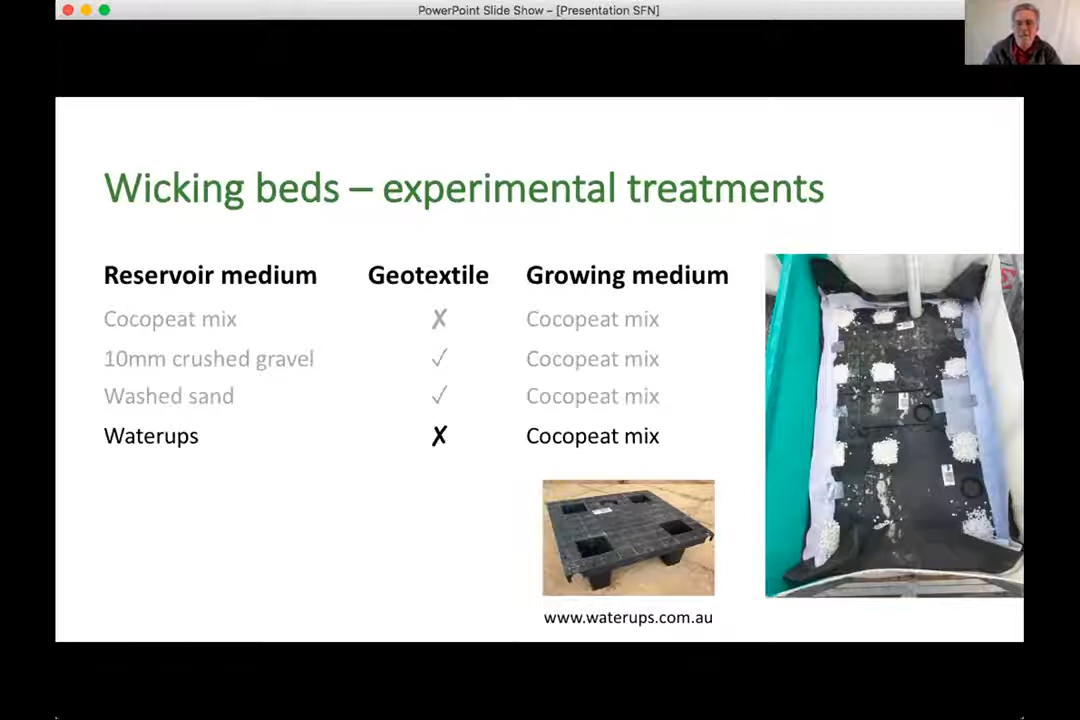 PowerPoint Slide Show – [Presentation SFN]
Wicking beds – experimental treatments
Reservoir medium Geotextile Growing medium
Cocopeat mix ✗ Cocopeat mix
10mm crushed gravel ✓ Cocopeat mix
Washed sand ✓ Cocopeat mix
Waterups ✗ Cocopeat mix
www.waterups.com.au